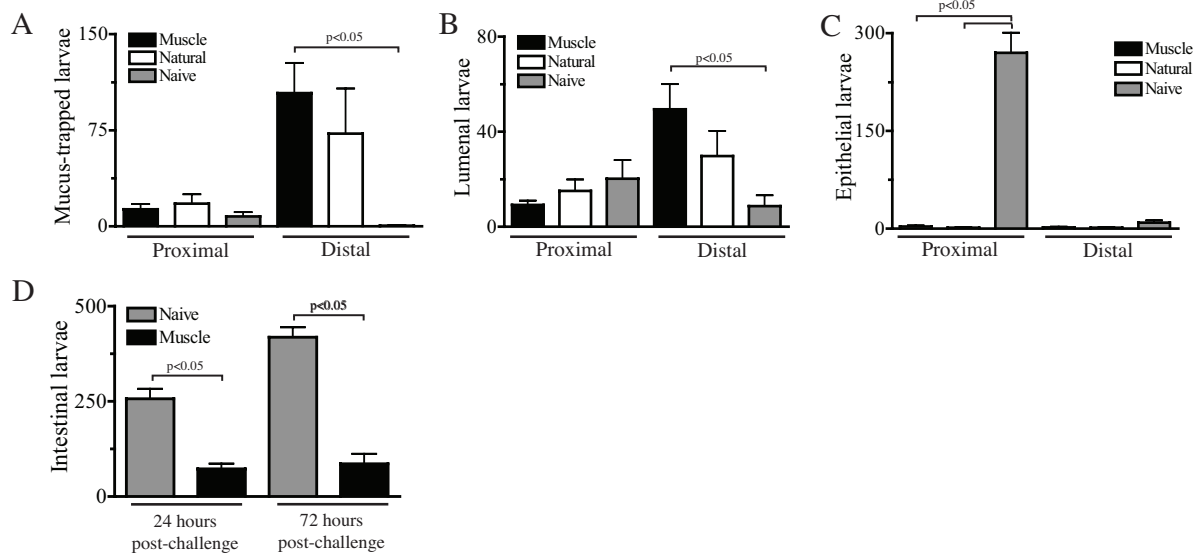 A
Mucus-trapped larvae
150
75
0
Muscle
Natural
Naive
p<0.05
Proximal
Distal
B
Lumenal larvae
80
40
0
Muscle
Natural
Naive
p<0.05
Proximal
Distal
C
Epithelial larvae
300
150
0
p<0.05
Muscle
Natural
Naive
Proximal
Distal
D
Intestinal larvae
500
250
0
Naive
Muscle
p<0.05
p<0.05
24 hours
post-challenge
72 hours
post-challenge